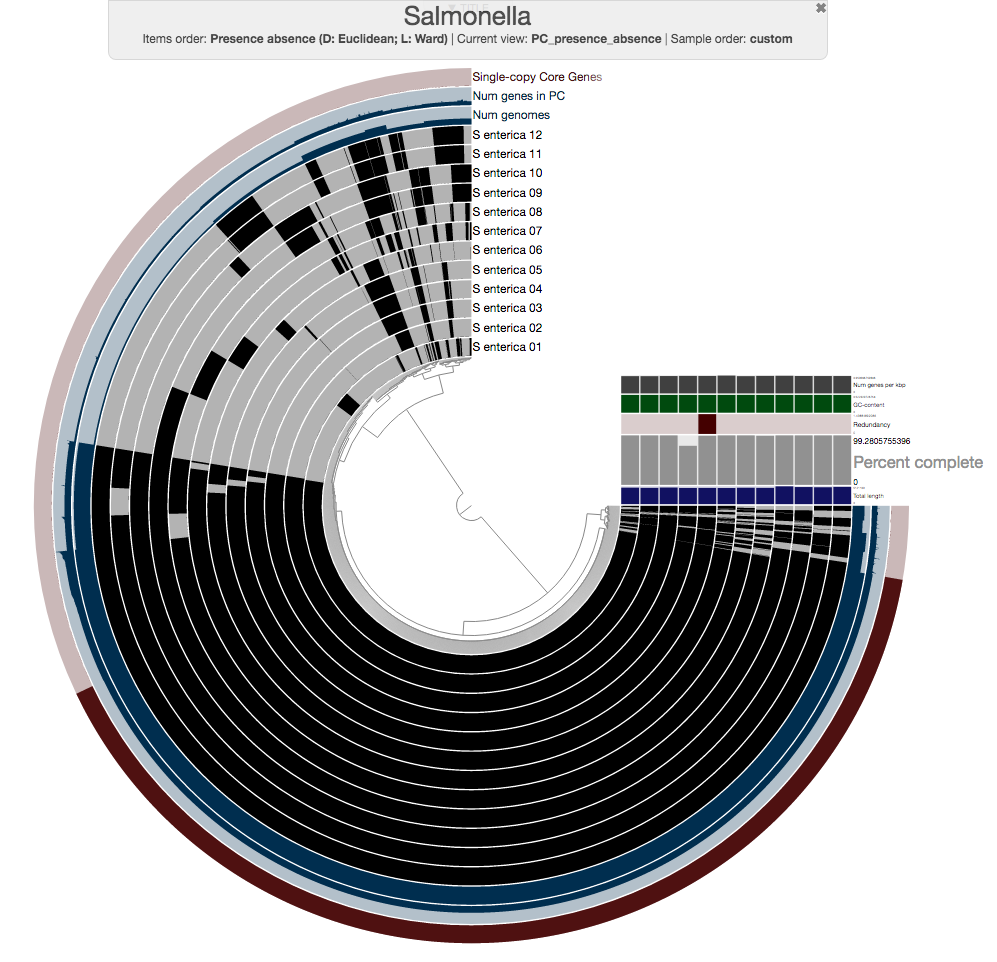 Salmonella
Items order: Presence absence (D: Euclidean; L: Ward) | Current view: PC_presence_absence | Sample order: custom
Single-copy Core Genes
Num genes in PC
Num genomes
S enterica 12
S enterica 11
S enterica 10
S enterica 09
S enterica 08
S enterica 07
S enterica 06
S enterica 05
S enterica 04
S enterica 03
S enterica 02
S enterica 01
Num genes per kbp
GC-content
Redundancy
99.2805755396
Percent complete
0
Total length